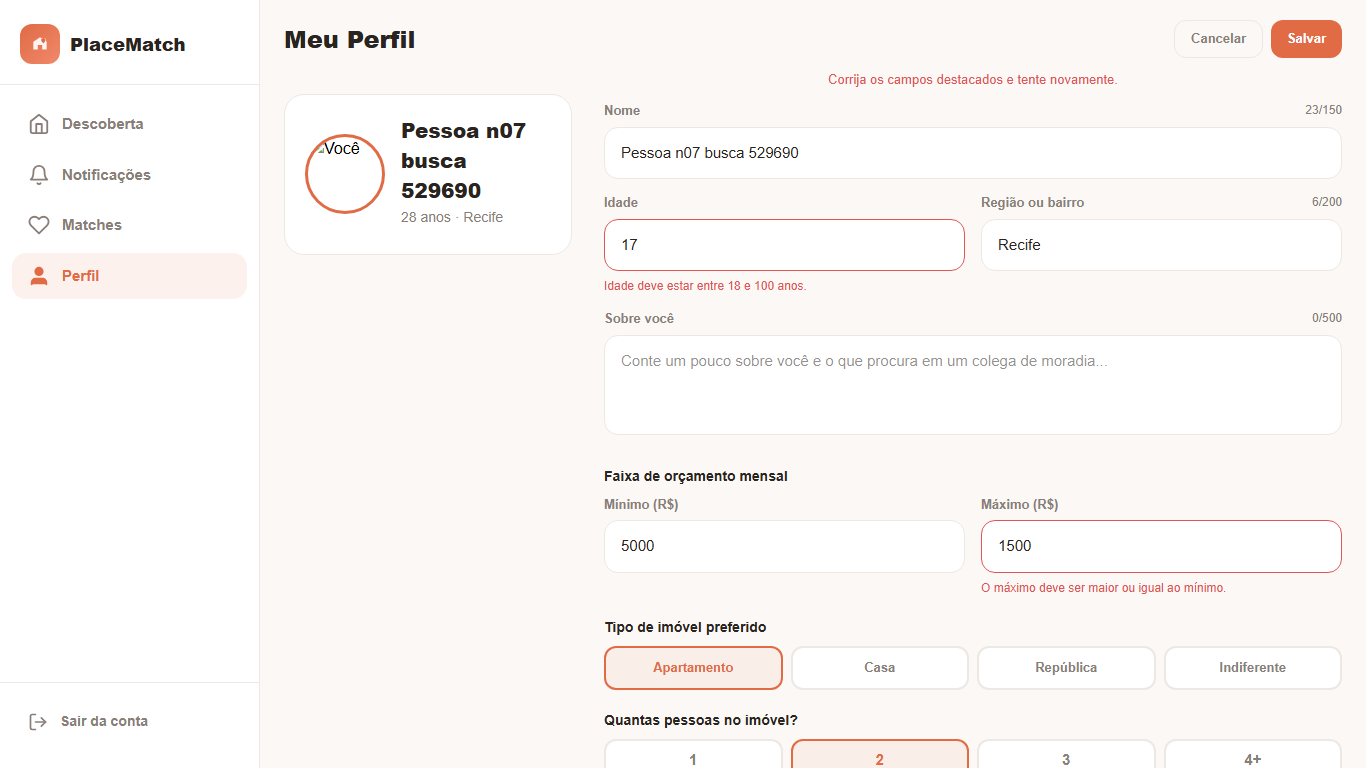 PlaceMatch
Descoberta
Notificações
Matches
Perfil
Sair da conta
Meu Perfil
Cancelar
Salvar
Corrija os campos destacados e tente novamente.
Você
Pessoa n07
busca
529690
28 anos · Recife
Nome
23/150
Pessoa n07 busca 529690
Idade
Região ou bairro
6/200
17
Recife
Idade deve estar entre 18 e 100 anos.
Sobre você
0/500
Conte um pouco sobre você e o que procura em um colega de moradia...
Faixa de orçamento mensal
Mínimo (R$)
Máximo (R$)
5000
1500
O máximo deve ser maior ou igual ao mínimo.
Tipo de imóvel preferido
Apartamento
Casa
República
Indiferente
Quantas pessoas no imóvel?
1
2
3
4+